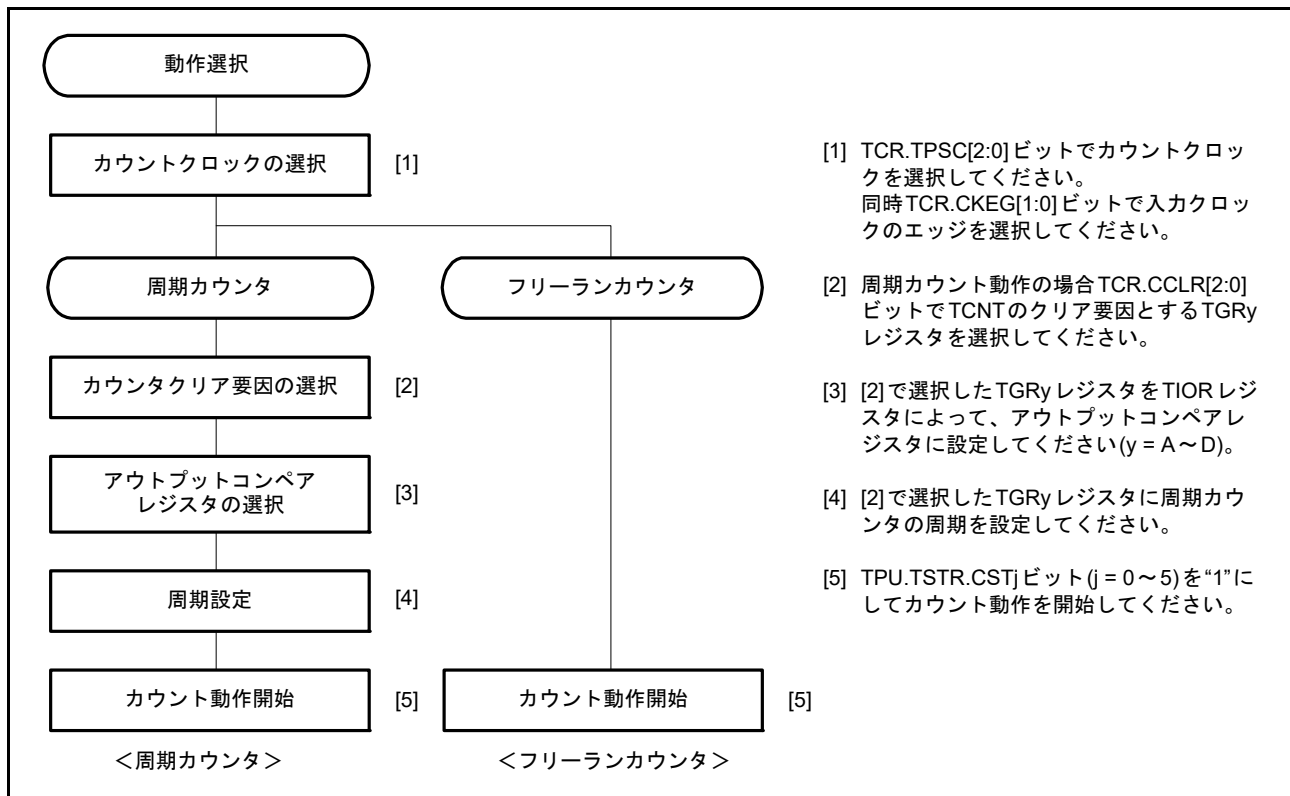 動作選択
カウントクロックの選択 [1]
周期カウンタ
フリーランカウンタ
カウンタクリア要因の選択 [2]
アウトプットコンペア
レジスタの選択 [3]
周期設定 [4]
カウント動作開始 [5]
カウント動作開始 [5]
＜周期カウンタ＞
＜フリーランカウンタ＞
[1] TCR.TPSC[2:0]ビットでカウントクロッ
クを選択してください。
同時TCR.CKEG[1:0]ビットで入力クロッ
クのエッジを選択してください。
[2] 周期カウント動作の場合TCR.CCLR[2:0]
ビットでTCNTのクリア要因とするTGRy
レジスタを選択してください。
[3] [2]で選択したTGRyレジスタをTIORレジ
スタによって、アウトプットコンペアレ
ジスタに設定してください(y = A～D)。
[4] [2]で選択したTGRyレジスタに周期カウ
ンタの周期を設定してください。
[5] TPU.TSTR.CSTjビット(j = 0～5)を“1”に
してカウント動作を開始してください。